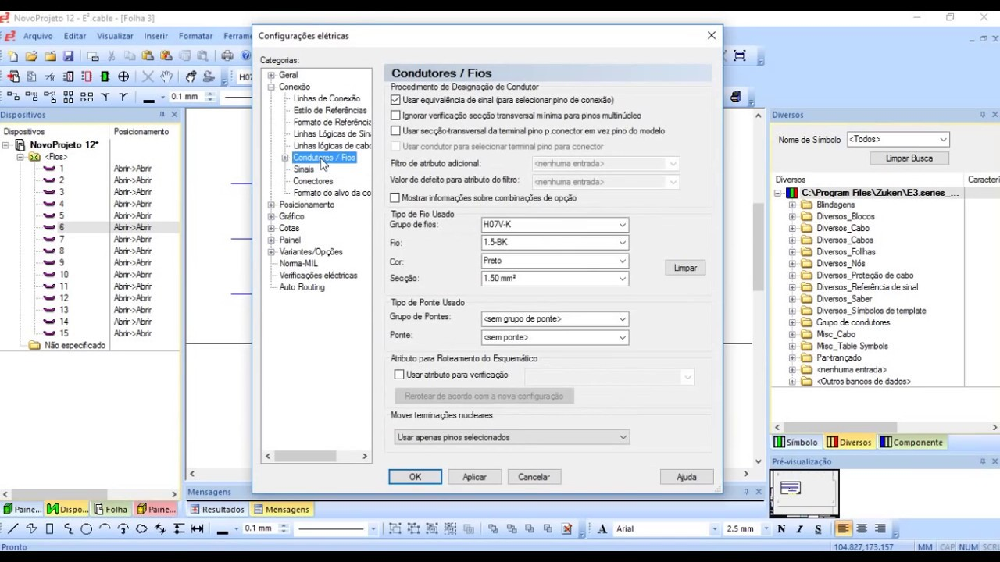 NovoProjeto 12 - E³.cable - [Folha 3]
Arquivo Editar Visualizar Inserir Formatar Ferrame
H07
0.1 mm
Dispositivos
Dispositivos Posicionamento
NovoProjeto 12*
<Fios>
1 Abrir->Abrir
2 Abrir->Abrir
3 Abrir->Abrir
4 Abrir->Abrir
5 Abrir->Abrir
6 Abrir->Abrir
7 Abrir->Abrir
8 Abrir->Abrir
9 Abrir->Abrir
10 Abrir->Abrir
11 Abrir->Abrir
12 Abrir->Abrir
13 Abrir->Abrir
14 Abrir->Abrir
15 Abrir->Abrir
Não especificado
Paine... Dispo... Folha Paine...
Configurações elétricas
Categorias:
Geral
Conexão
Linhas de Conexão
Estilo de Referências
Formato de Referência
Linhas Lógicas de Sina
Linhas lógicas de cabo
Condutores / Fios
Sinais
Conectores
Formato do alvo da co
Posicionamento
Gráfico
Cotas
Painel
Variantes/Opções
Norma-MIL
Verificações eléctricas
Auto Routing
Condutores / Fios
Procedimento de Designação de Condutor
Usar equivalência de sinal (para selecionar pino de conexão)
Ignorar verificação secção transversal mínima para pinos multinúcleo
Usar secção-transversal da terminal pino p.conector em vez pino do modelo
Usar condutor para selecionar terminal pino para conector
Filtro de atributo adicional: <nenhuma entrada>
Valor de defeito para atributo do filtro: <nenhuma entrada>
Mostrar informações sobre combinações de opção
Tipo de Fio Usado
Grupo de fios: H07V-K
Fio: 1.5-BK
Cor: Preto
Secção: 1.50 mm²
Limpar
Tipo de Ponte Usado
Grupo de Pontes: <sem grupo de ponte>
Ponte: <sem ponte>
Atributo para Roteamento do Esquemático
Usar atributo para verificação
Rerotear de acordo com a nova configuração
Mover terminações nucleares
Usar apenas pinos selecionados
OK Aplicar Cancelar Ajuda
Mensagens
Resultados Mensagens
Diversos
Nome de Símbolo <Todos>
Limpar Busca
Diversos Caracterí
C:\Program Files\Zuken\E3.series_...
Blindagens
Diversos_Blocos
Diversos_Cabo
Diversos_Cabos
Diversos_Folhas
Diversos_Nós
Diversos_Proteção de cabo
Diversos_Referência de sinal
Diversos_Saber
Diversos_Símbolos de template
Grupo de condutores
Misc_Cabo
Misc_Table Symbols
Par-trançado
<nenhuma entrada>
<Outros bancos de dados>
Símbolo Diversos Componente
Pré-visualização
0.1 mm A Arial 2.5 mm N I S
Pronto 104.827,173.157 MM CAP NUM SCRI